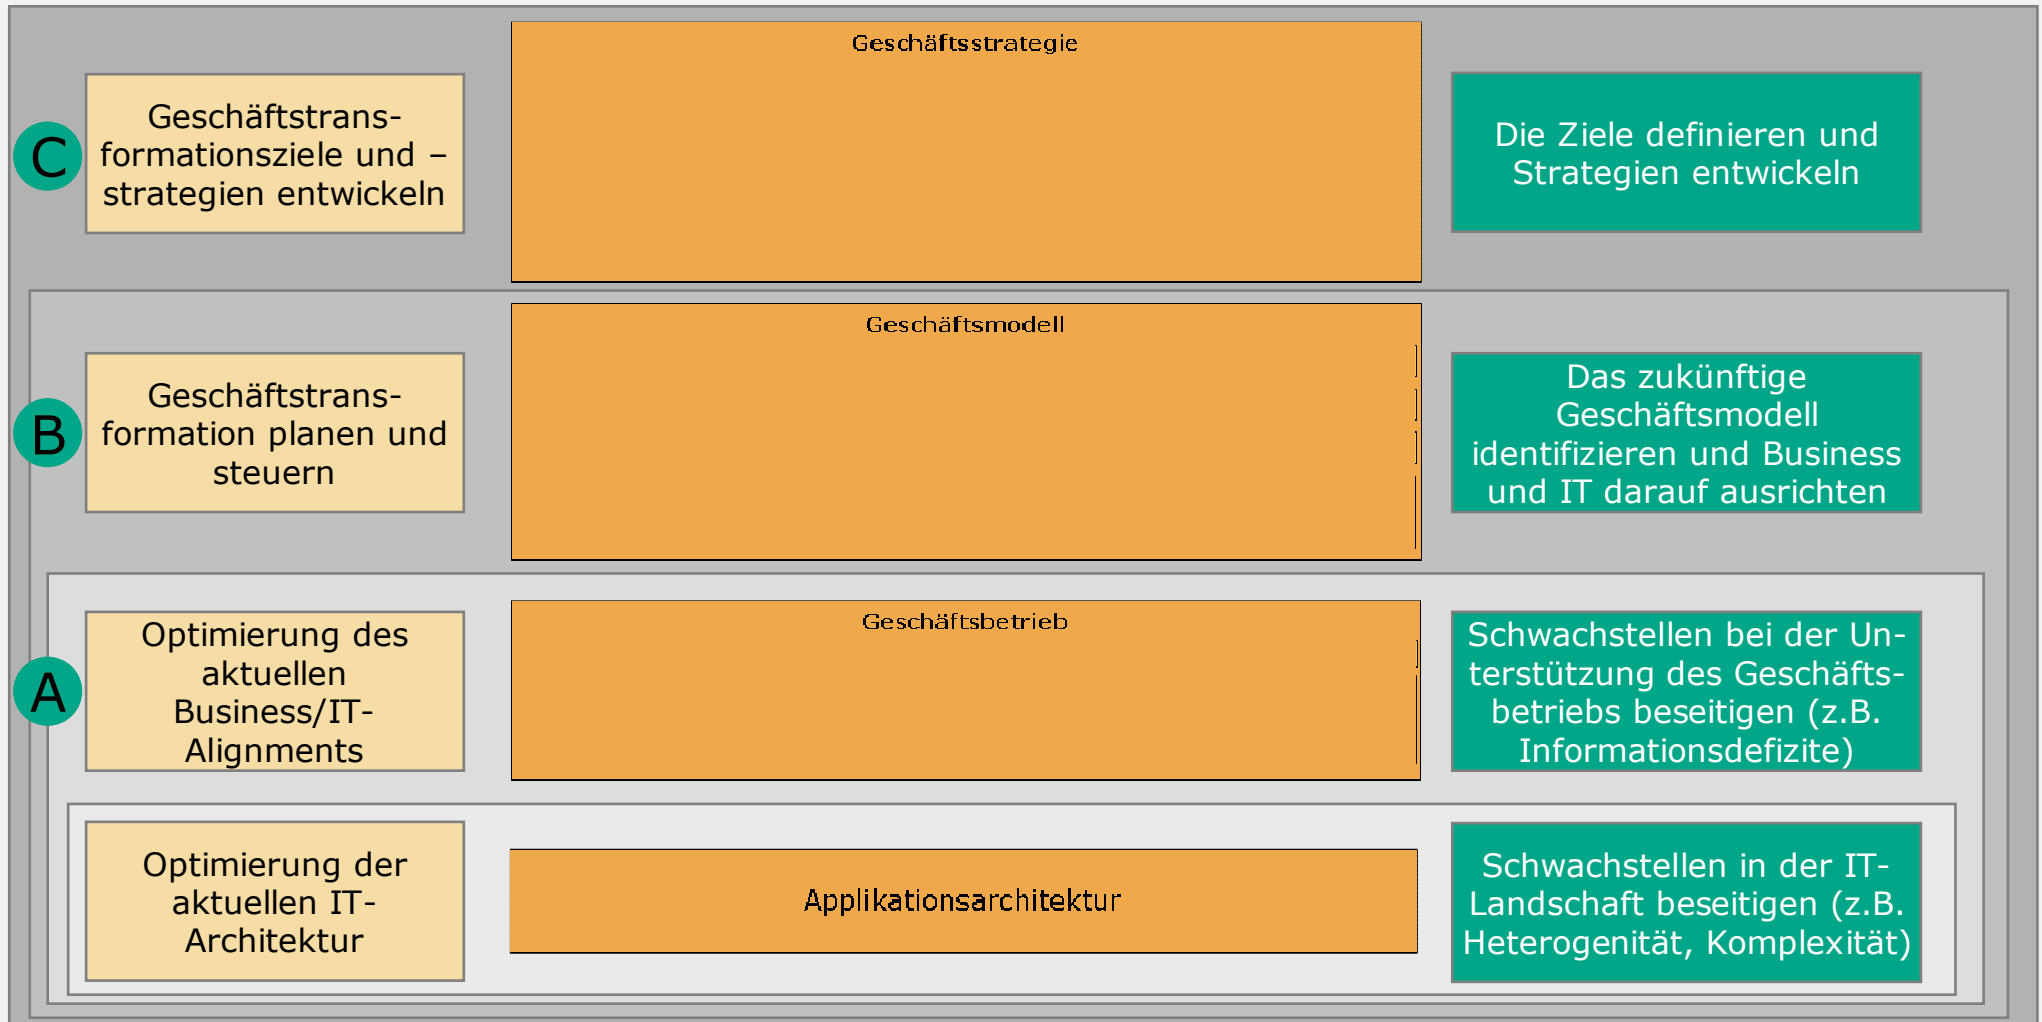 Geschäftsstrategie
C
Geschäftstrans-
formationsziele und –
strategien entwickeln
Die Ziele definieren und
Strategien entwickeln
Geschäftsmodell
B
Geschäftstrans-
formation planen und
steuern
Das zukünftige
Geschäftsmodell
identifizieren und Business
und IT darauf ausrichten
Geschäftsbetrieb
A
Optimierung des
aktuellen
Business/IT-
Alignments
Schwachstellen bei der Un-
terstützung des Geschäfts-
betriebs beseitigen (z.B.
Informationsdefizite)
Optimierung der
aktuellen IT-
Architektur
Applikationsarchitektur
Schwachstellen in der IT-
Landschaft beseitigen (z.B.
Heterogenität, Komplexität)